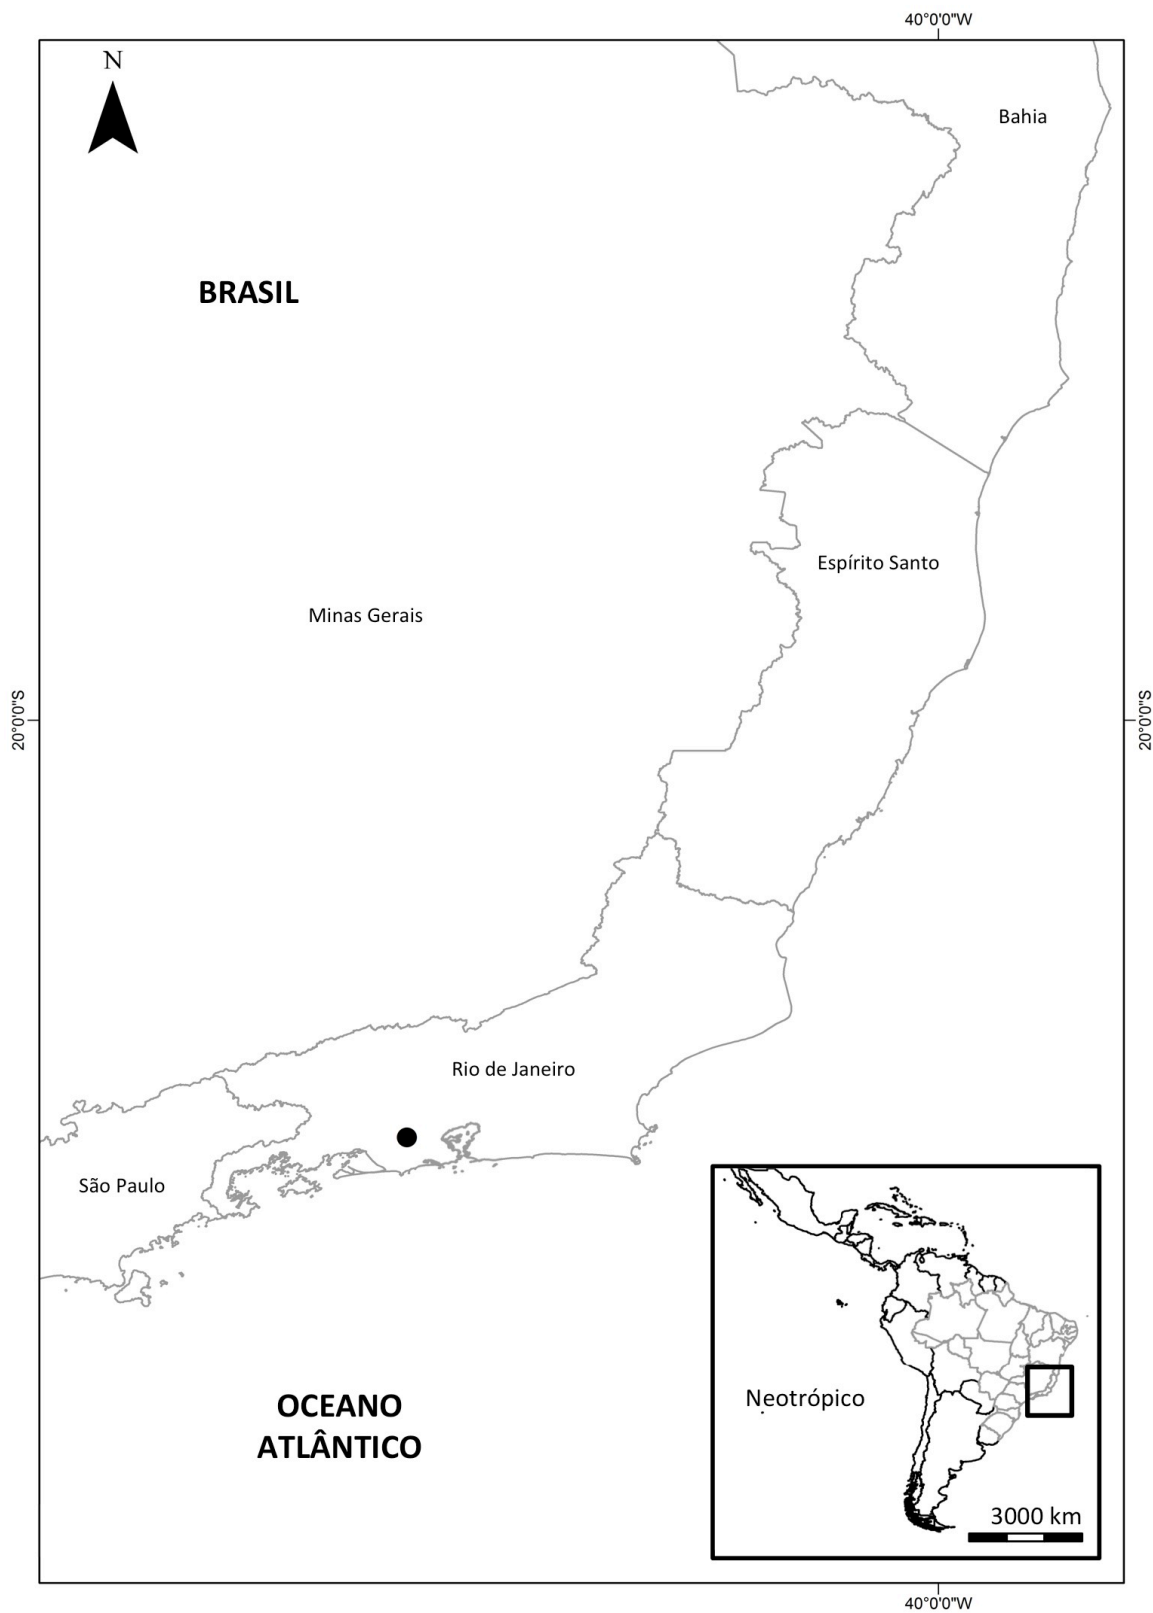 40°0'0"W
N
Bahia
BRASIL
Espírito Santo
Minas Gerais
20°0'0"S
20°0'0"S
Rio de Janeiro
São Paulo
OCEANO
ATLÂNTICO
Neotrópico
3000 km
40°0'0"W